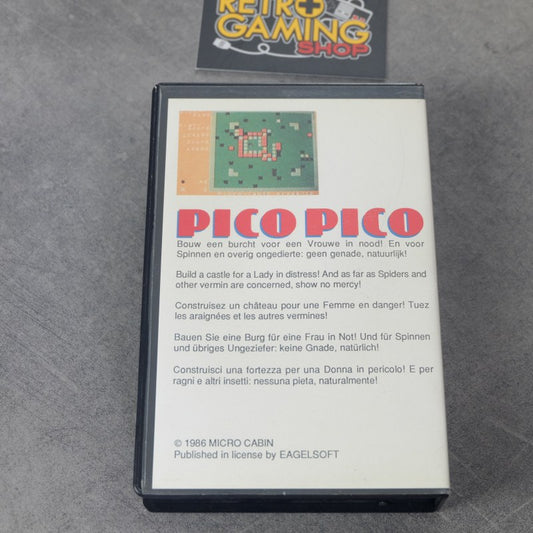 RETRO
GAMING
SHOP
PICO PICO
Bouw een burcht voor een Vrouwe in nood! En voor
Spinnen en overig ongedierte: geen genade, natuurlijk!
Build a castle for a Lady in distress! And as far as Spiders and
other vermin are concerned, show no mercy!
Construisez un château pour une Femme en danger! Tuez
les araignées et les autres vermines!
Bauen Sie eine Burg für eine Frau in Not! Und für Spinnen
und übriges Ungeziefer: keine Gnade, natürlich!
Construisci una fortezza per una Donna in pericolo! E per
ragni e altri insetti: nessuna pieta, naturalmente!
© 1986 MICRO CABIN
Published in license by EAGELSOFT